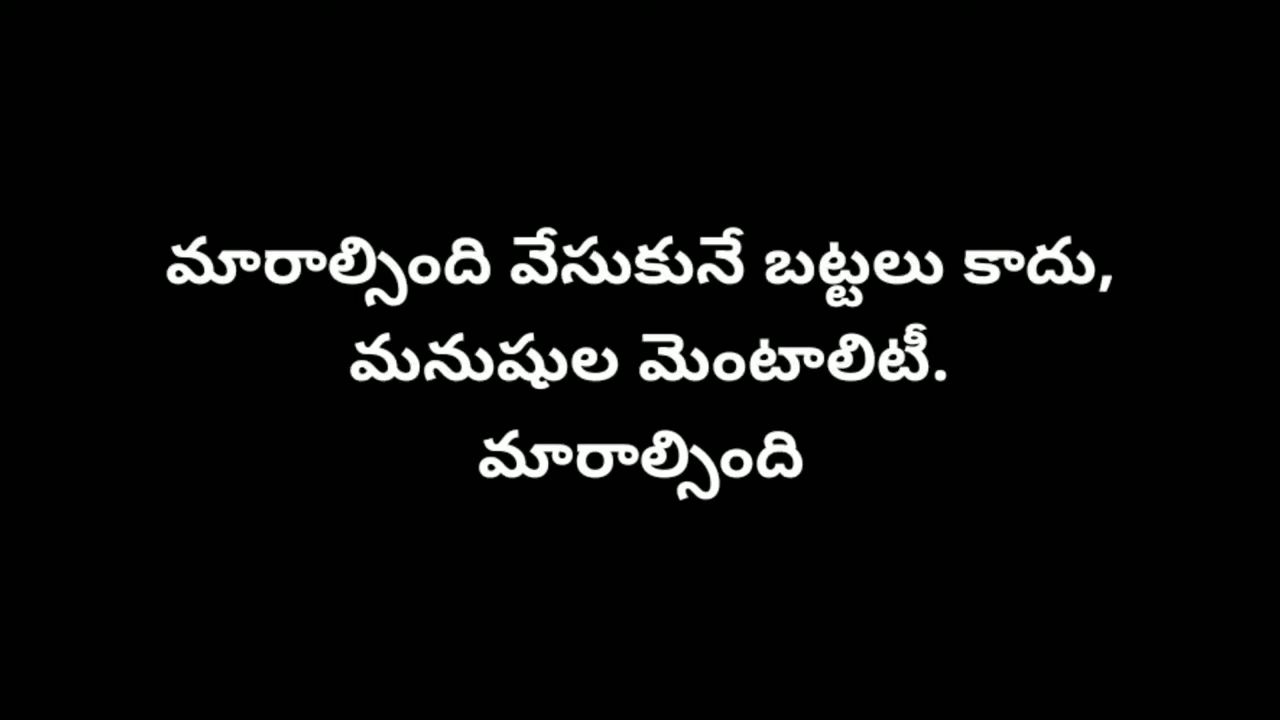 మారాల్సింది వేసుకునే బట్టలు కాదు,
మనుషుల మెంటాలిటీ.
మారాల్సింది